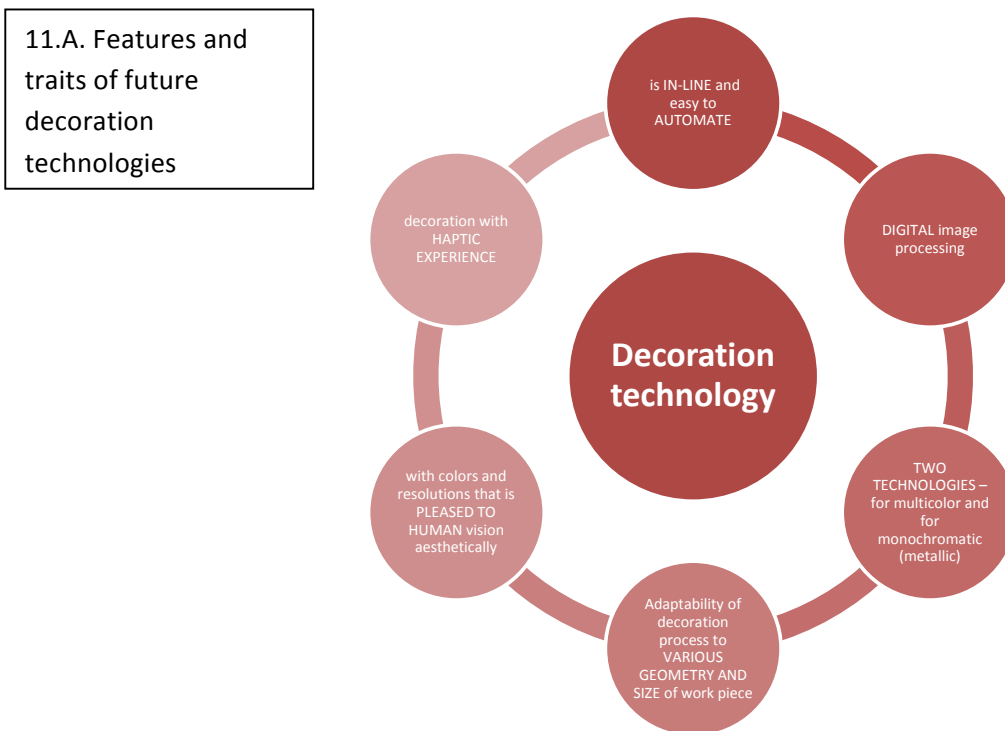 11.A. Features and
traits of future
decoration
technologies
is IN-LINE and
easy to
AUTOMATE
DIGITAL image
processing
TWO
TECHNOLOGIES –
for multicolor and
for
monochromatic
(metallic)
Adaptability of
decoration
process to
VARIOUS
GEOMETRY AND
SIZE of work piece
with colors and
resolutions that is
PLEASED TO
HUMAN vision
aesthetically
decoration with
HAPTIC
EXPERIENCE
Decoration
technology